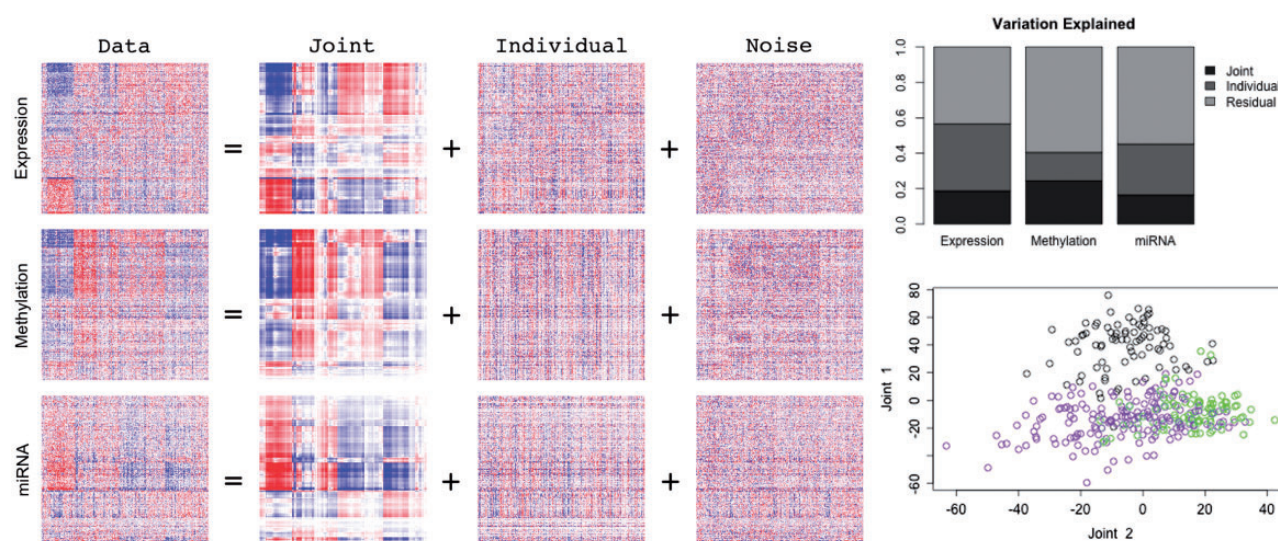 Data
Joint
Individual
Noise
Expression
=
+
+
Methylation
=
+
+
miRNA
=
+
+
Variation Explained
1.0
0.8
0.6
0.4
0.2
0.0
Expression Methylation miRNA
Joint
Individual
Residual
80
60
40
20
0
-20
-60
Joint 1
-60 -40 -20 0 20 40
Joint 2